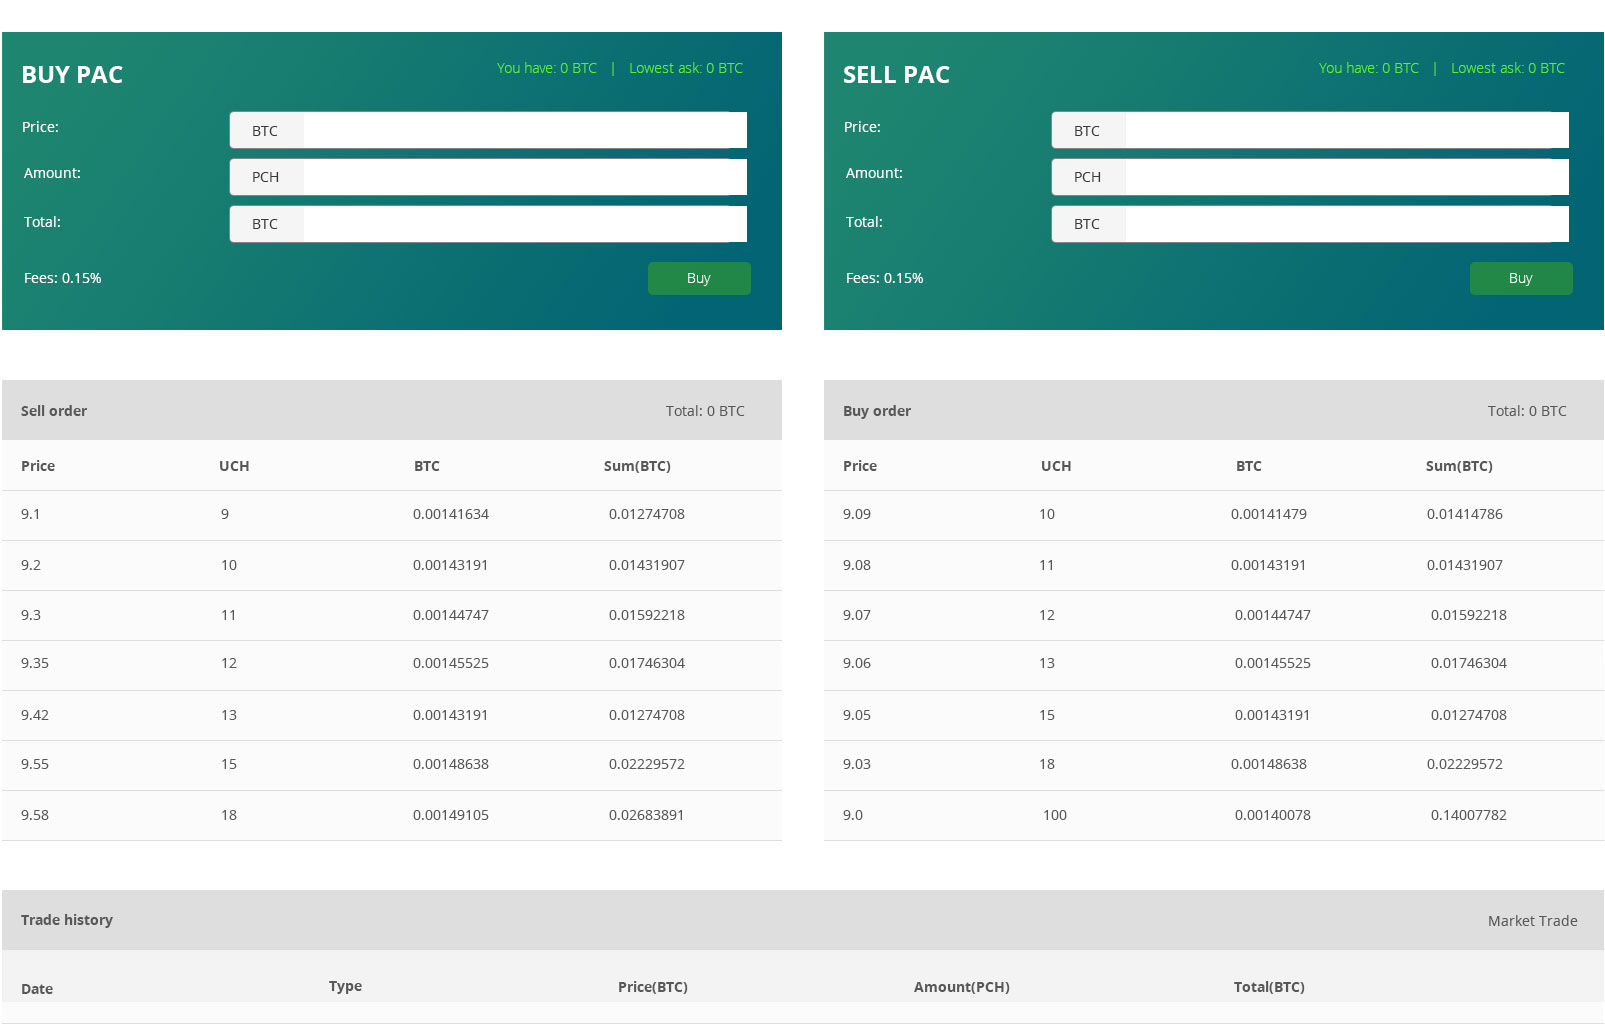 BUY PAC You have: 0 BTC | Lowest ask: 0 BTC
Price: BTC
Amount: PCH
Total: BTC
Fees: 0.15% Buy
SELL PAC You have: 0 BTC | Lowest ask: 0 BTC
Price: BTC
Amount: PCH
Total: BTC
Fees: 0.15% Buy
Sell order Total: 0 BTC
Price UCH BTC Sum(BTC)
9.1 9 0.00141634 0.01274708
9.2 10 0.00143191 0.01431907
9.3 11 0.00144747 0.01592218
9.35 12 0.00145525 0.01746304
9.42 13 0.00143191 0.01274708
9.55 15 0.00148638 0.02229572
9.58 18 0.00149105 0.02683891
Buy order Total: 0 BTC
Price UCH BTC Sum(BTC)
9.09 10 0.00141479 0.01414786
9.08 11 0.00143191 0.01431907
9.07 12 0.00144747 0.01592218
9.06 13 0.00145525 0.01746304
9.05 15 0.00143191 0.01274708
9.03 18 0.00148638 0.02229572
9.0 100 0.00140078 0.14007782
Trade history Market Trade
Date Type Price(BTC) Amount(PCH) Total(BTC)